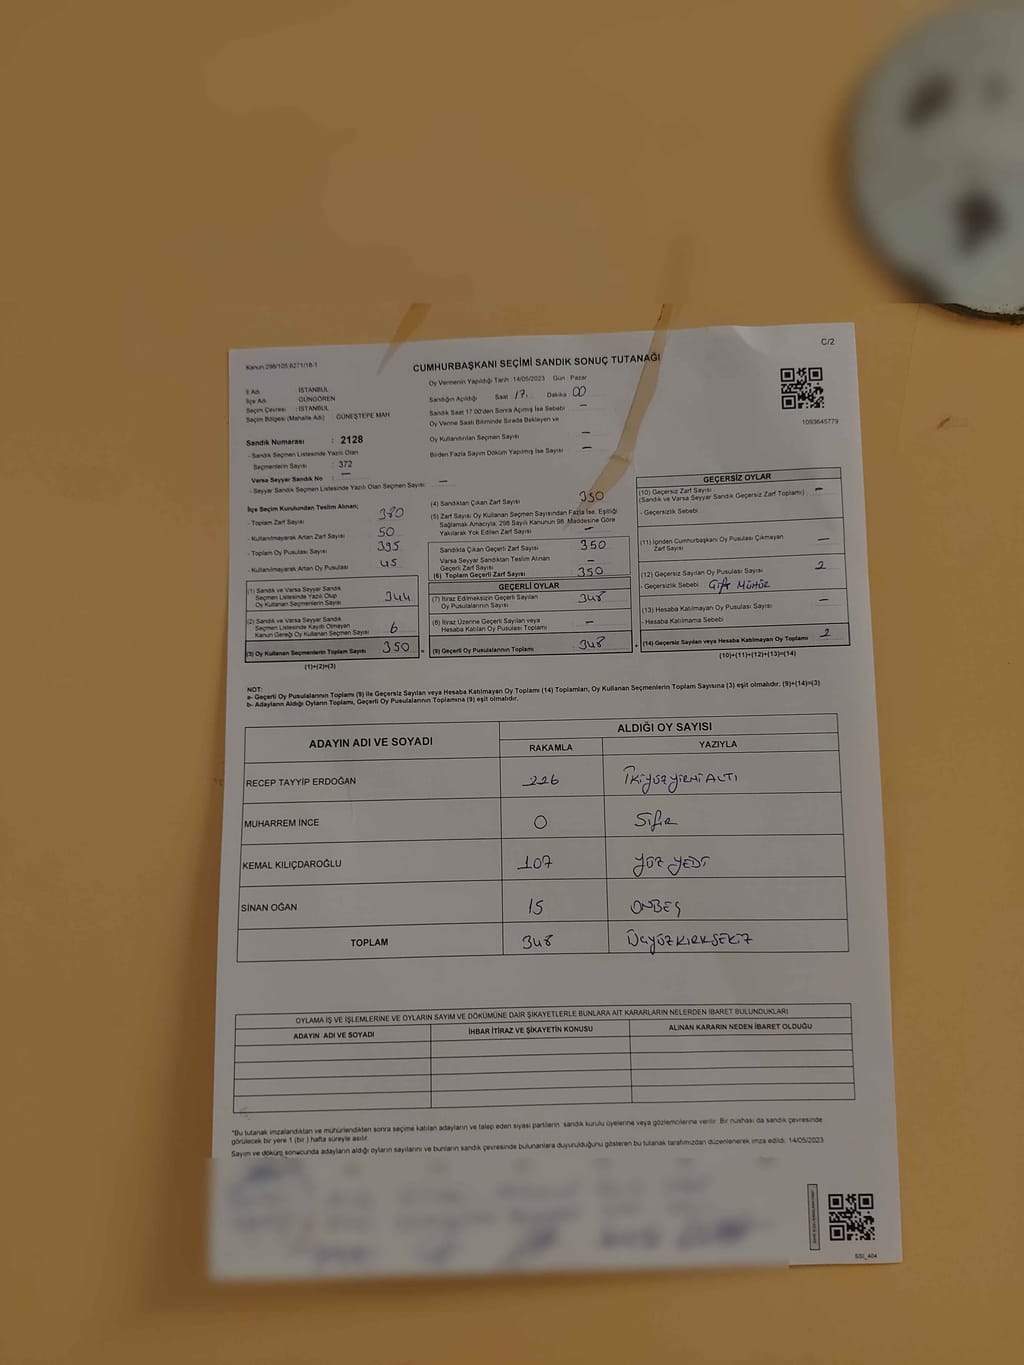 Kanun:298/105.6271/18-1
C/2
CUMHURBAŞKANI SEÇİMİ SANDIK SONUÇ TUTANAĞI
İl Adı : İSTANBUL
İlçe Adı : GÜNGÖREN
Seçim Çevresi : İSTANBUL
Seçim Bölgesi (Mahalle Adı) : GÜNEŞTEPE MAH
Sandık Numarası : 2128
- Sandık Seçmen Listesinde Yazılı Olan
Seçmenlerin Sayısı : 372
Varsa Seyyar Sandık No : —
- Seyyar Sandık Seçmen Listesinde Yazılı Olan Seçmen Sayısı: —
Oy Vermenin Yapıldığı Tarih :14/05/2023 Gün : Pazar
Sandığın Açıldığı Saat 17. Dakika 00
Sandık Saat 17:00'den Sonra Açılmış İse Sebebi —
Oy Verme Saati Bitiminde Sırada Bekleyen ve
Oy Kullandırılan Seçmen Sayısı —
Birden Fazla Sayım Döküm Yapılmış İse Sayısı —
1093645779
İlçe Seçim Kurulundan Teslim Alınan;
- Toplam Zarf Sayısı 380
- Kullanılmayarak Artan Zarf Sayısı 50
- Toplam Oy Pusulası Sayısı 395
- Kullanılmayarak Artan Oy Pusulası 45
(1) Sandık ve Varsa Seyyar Sandık
Seçmen Listesinde Yazılı Olup
Oy Kullanan Seçmenlerin Sayısı 344
(2) Sandık ve Varsa Seyyar Sandık
Seçmen Listesinde Kayıtlı Olmayan
Kanun Gereği Oy Kullanan Seçmen Sayısı 6
(3) Oy Kullanan Seçmenlerin Toplam Sayısı 350
(1)+(2)=(3)
(4) Sandıktan Çıkan Zarf Sayısı 350
(5) Zarf Sayısı Oy Kullanan Seçmen Sayısından Fazla İse, Eşitliği
Sağlamak Amacıyla, 298 Sayılı Kanunun 98. Maddesine Göre
Yakılarak Yok Edilen Zarf Sayısı —
Sandıkta Çıkan Geçerli Zarf Sayısı 350
Varsa Seyyar Sandıktan Teslim Alınan
Geçerli Zarf Sayısı —
(6) Toplam Geçerli Zarf Sayısı 350
GEÇERLİ OYLAR
(7) İtiraz Edilmeksizin Geçerli Sayılan
Oy Pusulalarının Sayısı 348
(8) İtiraz Üzerine Geçerli Sayılan veya
Hesaba Katılan Oy Pusulası Toplamı —
(9) Geçerli Oy Pusulalarının Toplamı 348
GEÇERSİZ OYLAR
(10) Geçersiz Zarf Sayısı
(Sandık ve Varsa Seyyar Sandık Geçersiz Zarf Toplamı) —
- Geçersizlik Sebebi
(11) İçinden Cumhurbaşkanı Oy Pusulası Çıkmayan
Zarf Sayısı —
(12) Geçersiz Sayılan Oy Pusulası Sayısı 2
- Geçersizlik Sebebi Çift MÜHÜR
(13) Hesaba Katılmayan Oy Pusulası Sayısı —
- Hesaba Katılmama Sebebi
(14) Geçersiz Sayılan veya Hesaba Katılmayan Oy Toplamı 2
(10)+(11)+(12)+(13)=(14)
NOT:
a- Geçerli Oy Pusulalarının Toplamı (9) ile Geçersiz Sayılan veya Hesaba Katılmayan Oy Toplamı (14) Toplamları, Oy Kullanan Seçmenlerin Toplam Sayısına (3) eşit olmalıdır. (9)+(14)=(3)
b- Adayların Aldığı Oyların Toplamı, Geçerli Oy Pusulalarının Toplamına (9) eşit olmalıdır.
ADAYIN ADI VE SOYADI ALDIĞI OY SAYISI
RAKAMLA YAZIYLA
RECEP TAYYİP ERDOĞAN 226 İKİYÜZYİRMİALTI
MUHARREM İNCE 0 Sıfır
KEMAL KILIÇDAROĞLU 107 YÜZ YEDİ
SİNAN OĞAN 15 ONBEŞ
TOPLAM 348 ÜÇYÜZKIRKSEKİZ
OYLAMA İŞ VE İŞLEMLERİNE VE OYLARIN SAYIM VE DÖKÜMÜNE DAİR ŞİKAYETLERLE BUNLARA AİT KARARLARIN NELERDEN İBARET BULUNDUKLARI
ADAYIN ADI VE SOYADI İHBAR İTİRAZ VE ŞİKAYETİN KONUSU ALINAN KARARIN NEDEN İBARET OLDUĞU
*Bu tutanak imzalandıktan ve mühürlendikten sonra seçime katılan adayların ve talep eden siyasi partilerin sandık kurulu üyelerine veya gözlemcilerine verilir. Bir nüshası da sandık çevresinde
görülecek bir yere 1 (bir) hafta süreyle asılır.
Sayım ve döküm sonucunda adayların aldığı oyların sayılarını ve bunların sandık çevresinde bulunanlara duyurulduğunu gösteren bu tutanak tarafımızdan düzenlenerek imza edildi. 14/05/2023
SSI_404